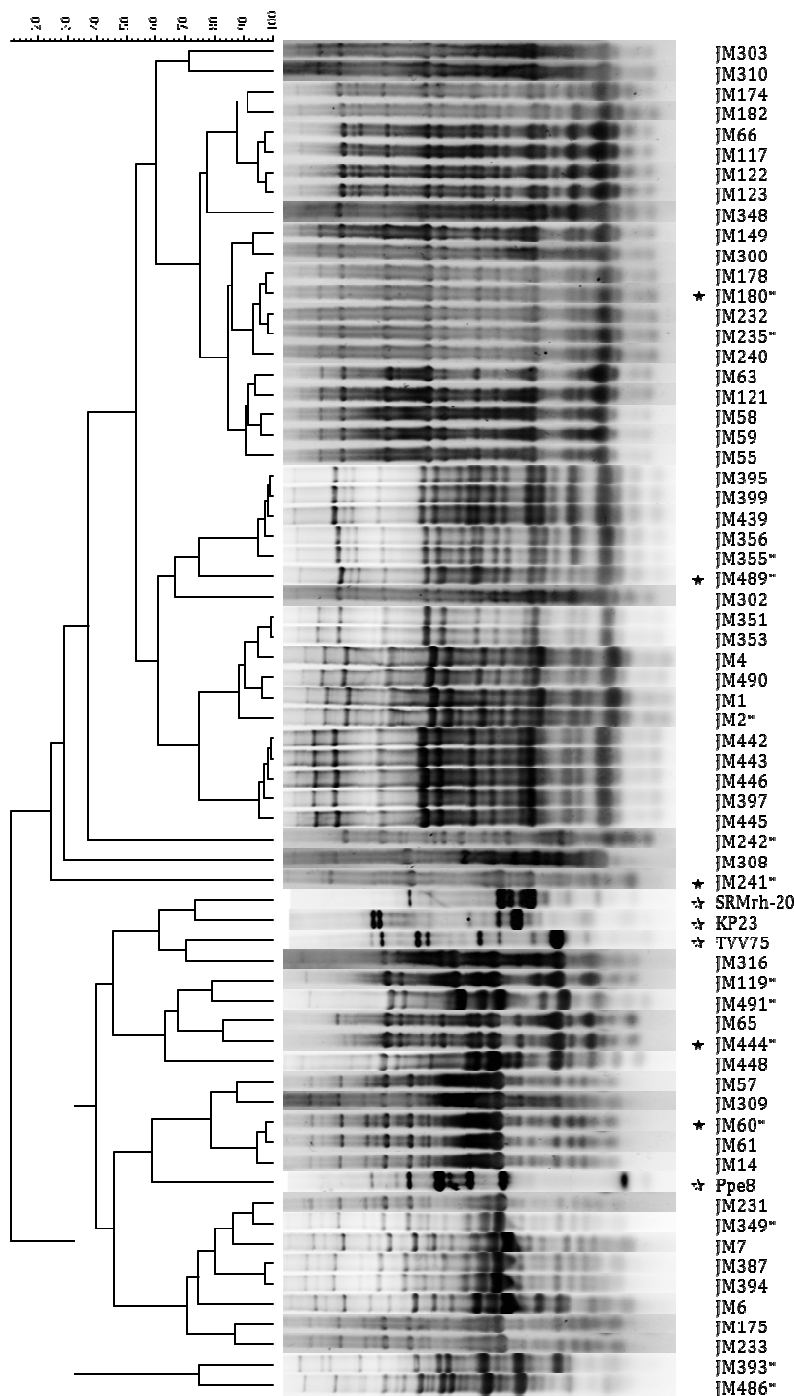 20 30 40 50 60 70 80 90 100
JM303
JM310
JM174
JM182
JM66
JM117
JM122
JM123
JM348
JM149
JM300
JM178
★ JM180"
JM232
JM235"
JM240
JM63
JM121
JM58
JM59
JM55
JM395
JM399
JM439
JM356
JM355"
★ JM489"
JM302
JM351
JM353
JM4
JM490
JM1
JM2"
JM442
JM443
JM446
JM397
JM445
JM242"
JM308
★ JM241"
☆ SRMrh-20
☆ KP23
☆ TVV75
JM316
JM119"
JM491"
JM65
★ JM444"
JM448
JM57
JM309
★ JM60"
JM61
JM14
☆ Ppe8
JM231
JM349"
JM7
JM387
JM394
JM6
JM175
JM233
JM393"
JM486"